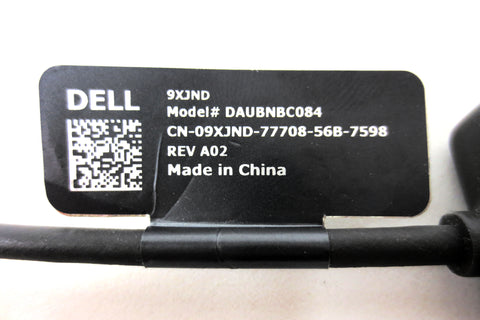 DELL
9XJND
Model# DAUBNBC084
CN-09XJND-77708-56B-7598
REV A02
Made in China